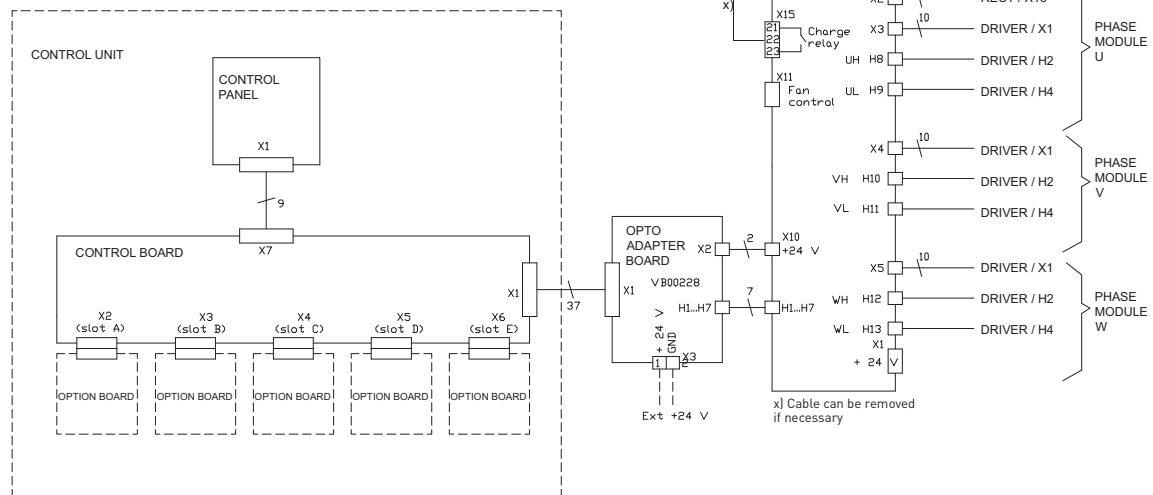 CONTROL UNIT
CONTROL
PANEL
X1
9
X7
CONTROL BOARD
X1
37
X2
(slot A)
X3
(slot B)
X4
(slot C)
X5
(slot D)
X6
(slot E)
OPTION BOARD
OPTION BOARD
OPTION BOARD
OPTION BOARD
OPTION BOARD
OPTO
ADAPTER
BOARD
VB00228
X1
X2
2
H1...H7
7
+ 24 V
GND
1
2
X3
Ext +24 V
x)
X15
21
22
23
Charge
relay
X11
Fan
control
X10
+24 V
H1...H7
X3
10
DRIVER / X1
UH H8
DRIVER / H2
UL H9
DRIVER / H4
PHASE
MODULE
U
X4
10
DRIVER / X1
VH H10
DRIVER / H2
VL H11
DRIVER / H4
PHASE
MODULE
V
X5
10
DRIVER / X1
WH H12
DRIVER / H2
WL H13
DRIVER / H4
PHASE
MODULE
W
X1
+ 24 V
x) Cable can be removed
if necessary